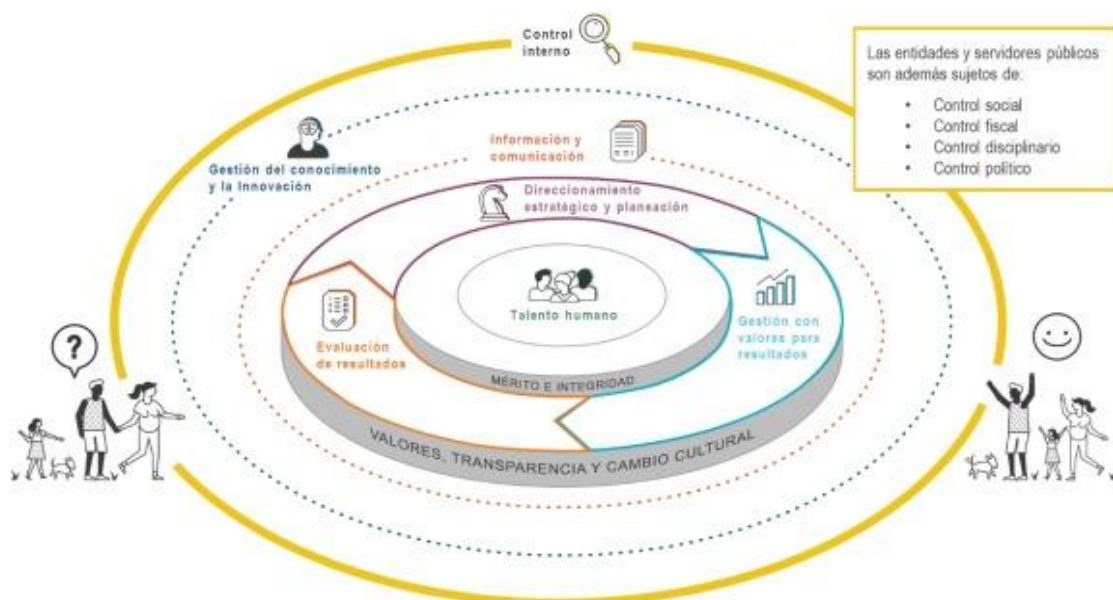 Control
interno
Las entidades y servidores públicos
son además sujetos de:
• Control social
• Control fiscal
• Control disciplinario
• Control político
Información y
comunicación
Gestión del conocimiento
y la Innovación
Direccionamiento
estratégico y planeación
Talento humano
Gestión con
valores para
resultados
Evaluación
de resultados
MÉRITO E INTEGRIDAD
VALORES, TRANSPARENCIA Y CAMBIO CULTURAL
?